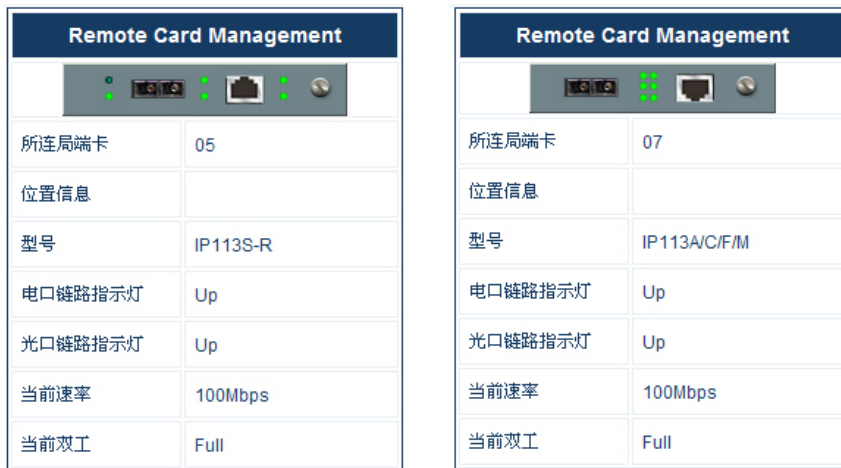 Remote Card Management
所连局端卡 05
位置信息
型号 IP113S-R
电口链路指示灯 Up
光口链路指示灯 Up
当前速率 100Mbps
当前双工 Full
Remote Card Management
所连局端卡 07
位置信息
型号 IP113A/C/F/M
电口链路指示灯 Up
光口链路指示灯 Up
当前速率 100Mbps
当前双工 Full